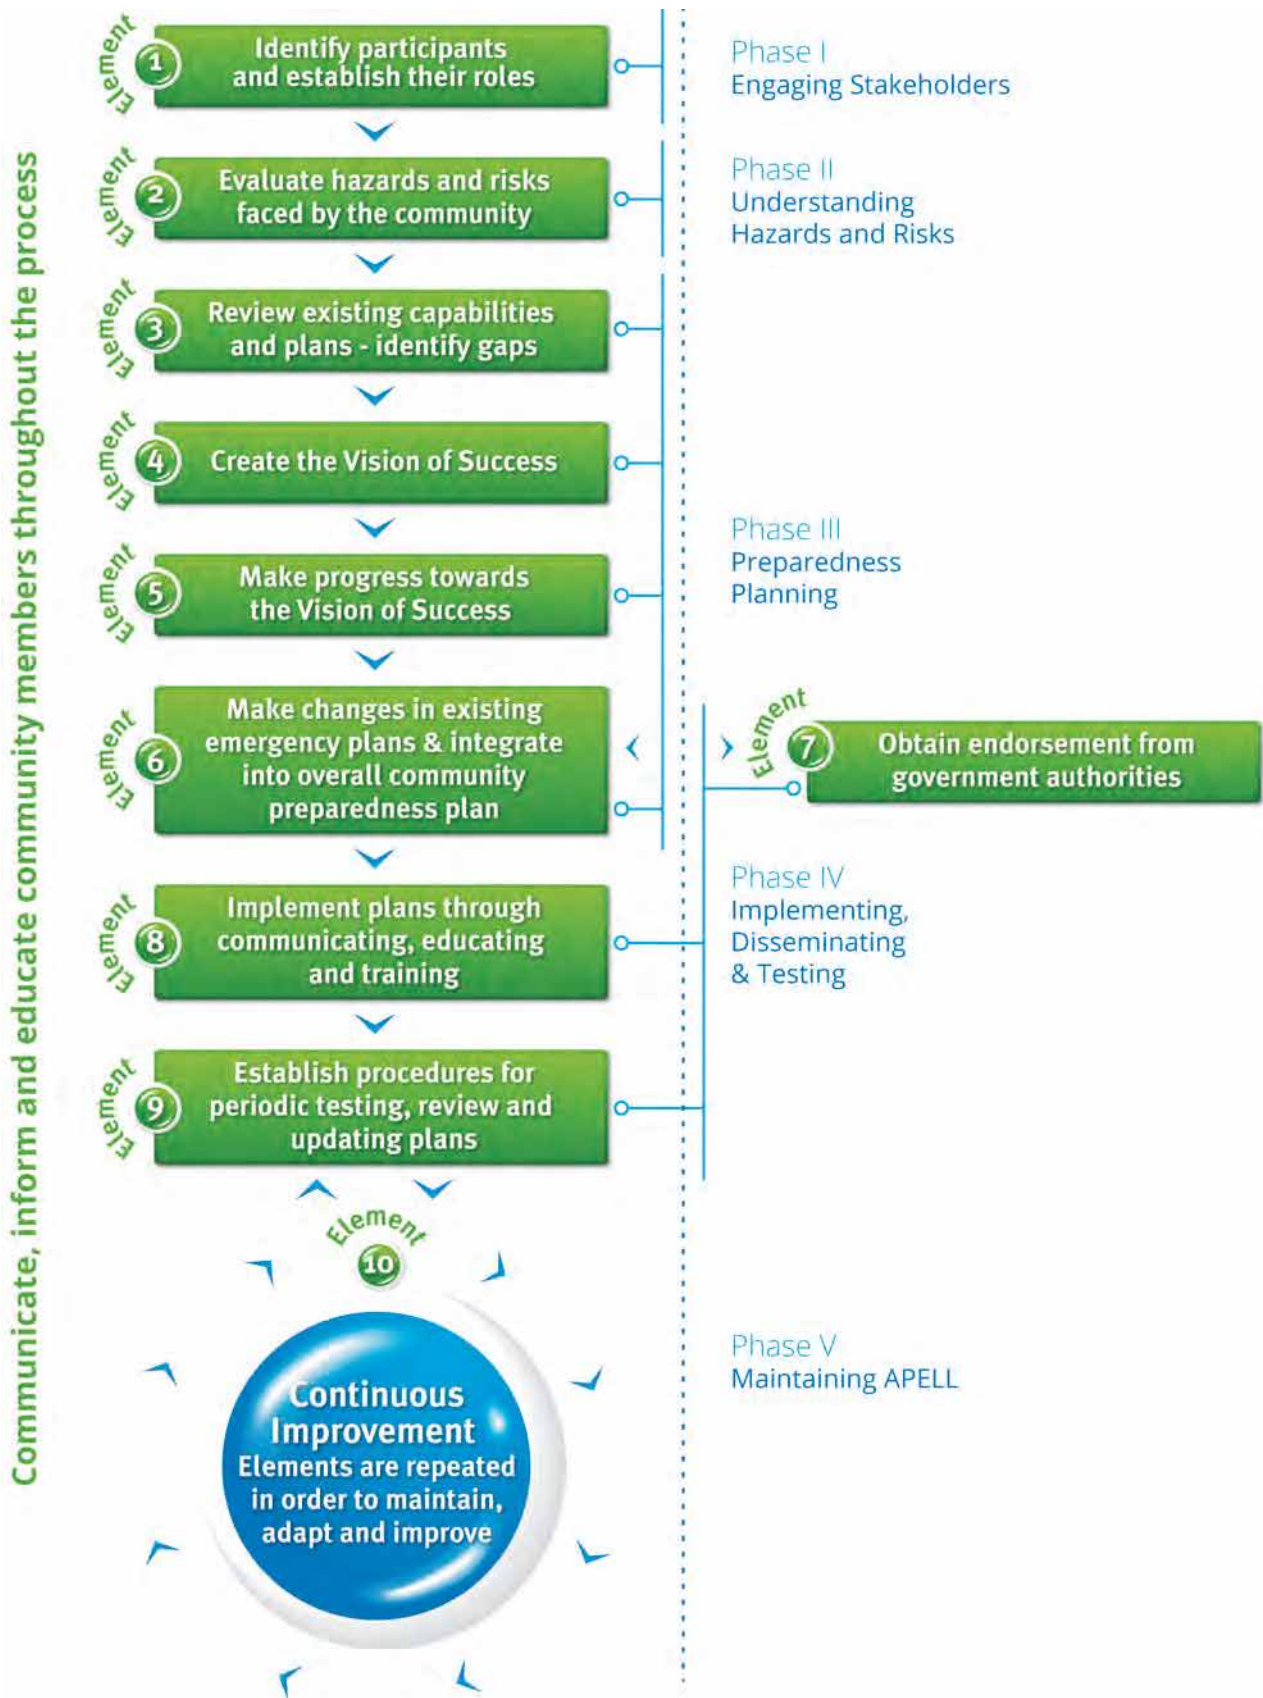 Communicate, inform and educate community members throughout the process
Element
1
Identify participants
and establish their roles
Phase I
Engaging Stakeholders
Element
2
Evaluate hazards and risks
faced by the community
Phase II
Understanding
Hazards and Risks
Element
3
Review existing capabilities
and plans - identify gaps
Element
4
Create the Vision of Success
Element
5
Make progress towards
the Vision of Success
Phase III
Preparedness
Planning
Element
6
Make changes in existing
emergency plans & integrate
into overall community
preparedness plan
Element
7
Obtain endorsement from
government authorities
Element
8
Implement plans through
communicating, educating
and training
Phase IV
Implementing,
Disseminating
& Testing
Element
9
Establish procedures for
periodic testing, review and
updating plans
Element
10
Continuous
Improvement
Elements are repeated
in order to maintain,
adapt and improve
Phase V
Maintaining APELL